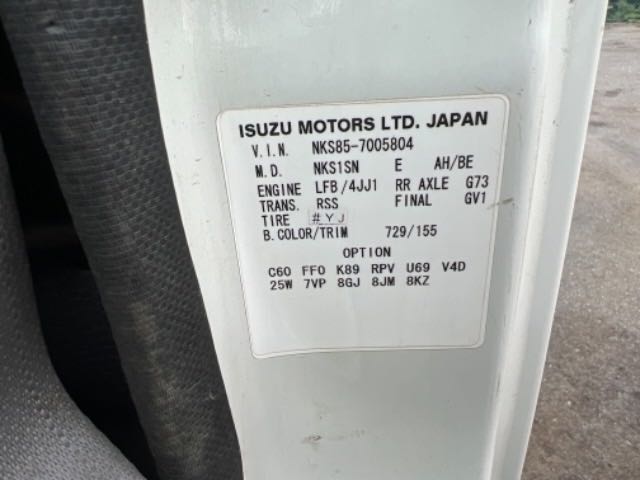 ISUZU MOTORS LTD. JAPAN
V.I.N. NKS85-7005804
M.D. NKS1SN E AH/BE
ENGINE LFB/4JJ1 RR AXLE G73
TRANS. RSS FINAL GV1
TIRE #YJ
B.COLOR/TRIM 729/155
OPTION
C60 FF0 K89 RPV U69 V4D
25W 7VP 8GJ 8JM 8KZ